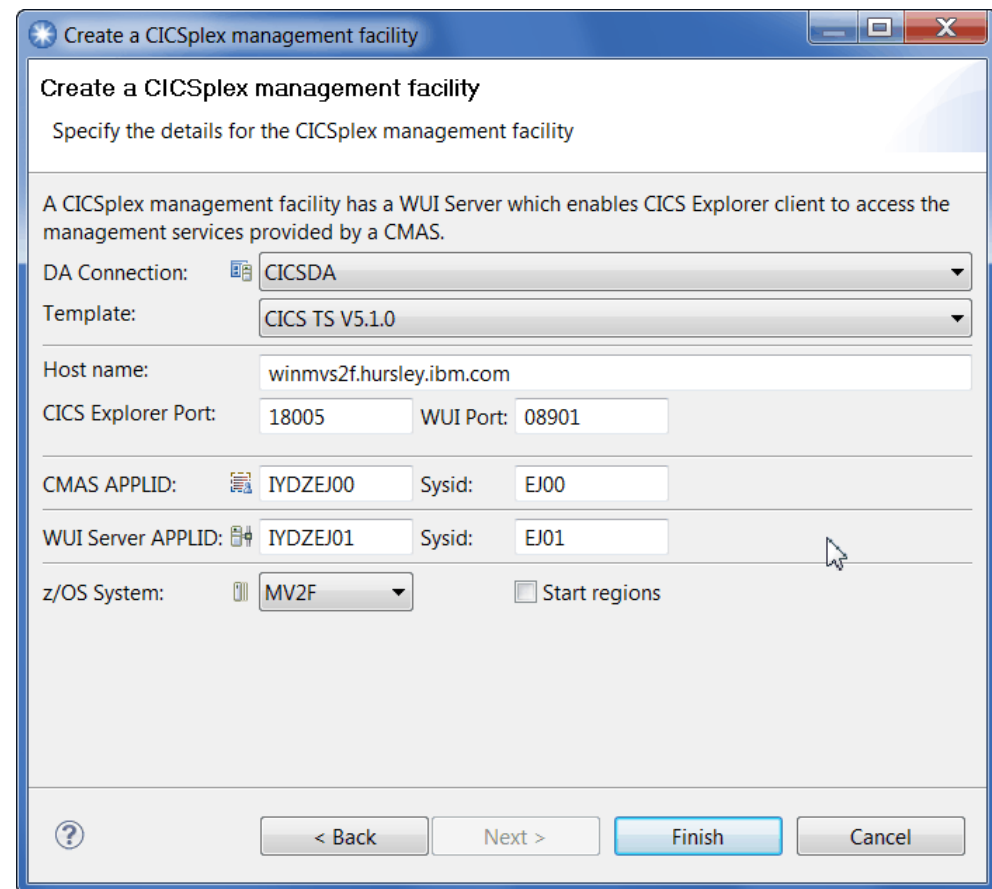 Create a CICSplex management facility
Create a CICSplex management facility
Specify the details for the CICSplex management facility
A CICSplex management facility has a WUI Server which enables CICS Explorer client to access the
management services provided by a CMAS.
DA Connection: CICSDA
Template: CICS TS V5.1.0
Host name: winmvs2f.hursley.ibm.com
CICS Explorer Port: 18005 WUI Port: 08901
CMAS APPLID: IYDZEJ00 Sysid: EJ00
WUI Server APPLID: IYDZEJ01 Sysid: EJ01
z/OS System: MV2F Start regions
? < Back Next > Finish Cancel